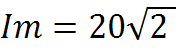 Im = 20√2